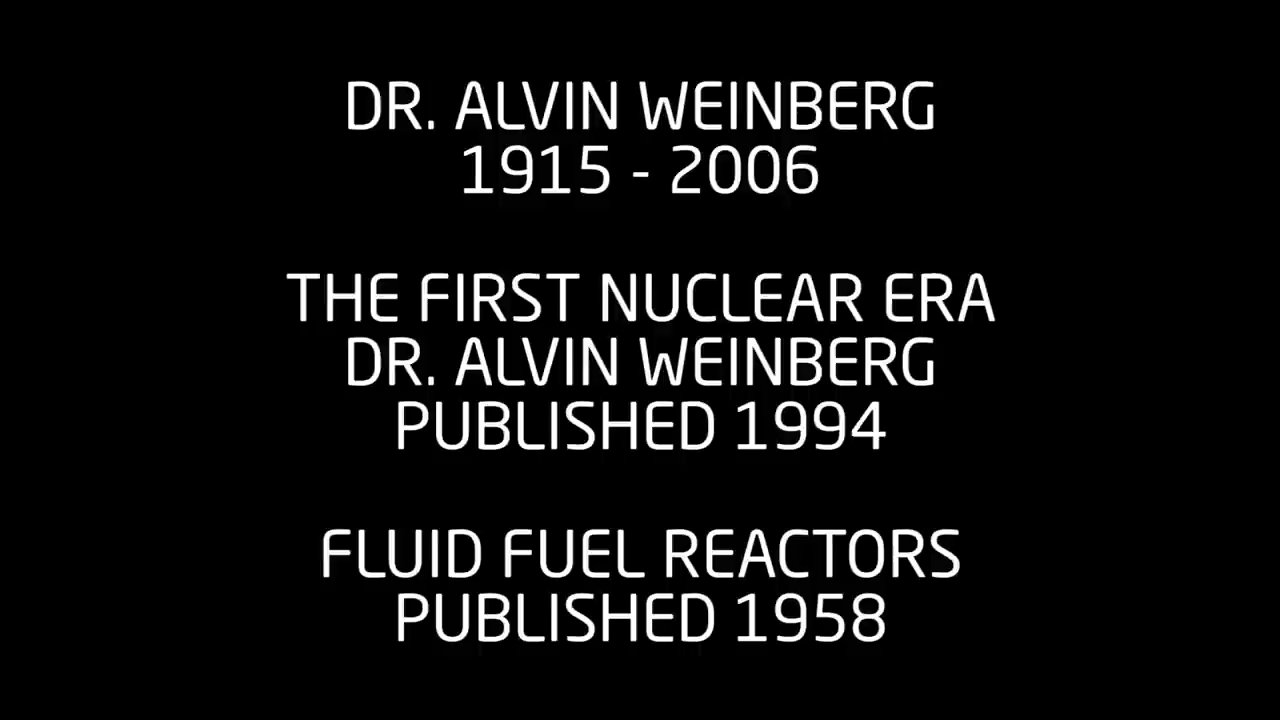 DR. ALVIN WEINBERG
1915 - 2006
THE FIRST NUCLEAR ERA
DR. ALVIN WEINBERG
PUBLISHED 1994
FLUID FUEL REACTORS
PUBLISHED 1958